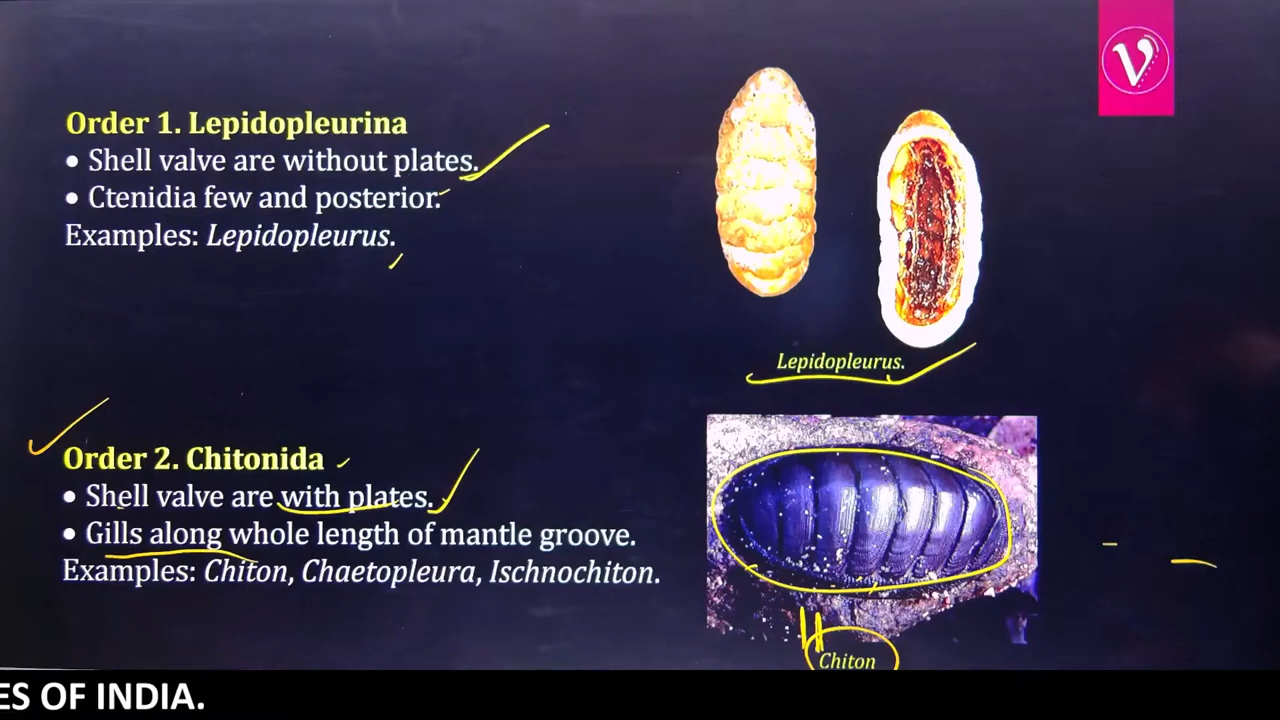 Order 1. Lepidopleurina
• Shell valve are without plates.
• Ctenidia few and posterior.
Examples: Lepidopleurus.
Lepidopleurus.
Order 2. Chitonida
• Shell valve are with plates.
• Gills along whole length of mantle groove.
Examples: Chiton, Chaetopleura, Ischnochiton.
Chiton
V
ES OF INDIA.